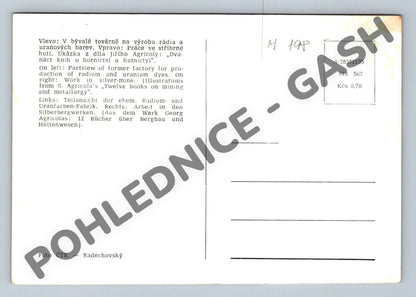 Vlevo: V bývalé továrně na výrobu rádia a
uranových barev. Vpravo: Práce ve stříbrné
huti. Ukázka z díla Jiřího Agricoly: „Dva-
náct knih o hornictví a hutnictví".
On left: Partview of former factory for pro-
duction of radium and uranium dyes. On
right: Work in silver-mine. (Illustrations
from G. Agricola's „Twelve books on mining
and metallurgy".
Links: Teilansicht der ehem. Radium- und
Uranfarben-Fabrik. Rechts: Arbeit in den
Silberbergwerken. (Aus dem Werk Georg
Agricolas: 12 Bücher über Bergbau und
Hüttenwesen).
Foto ČTK — Radechovský
Kčs 0,70
POHLEDNICE - GASH